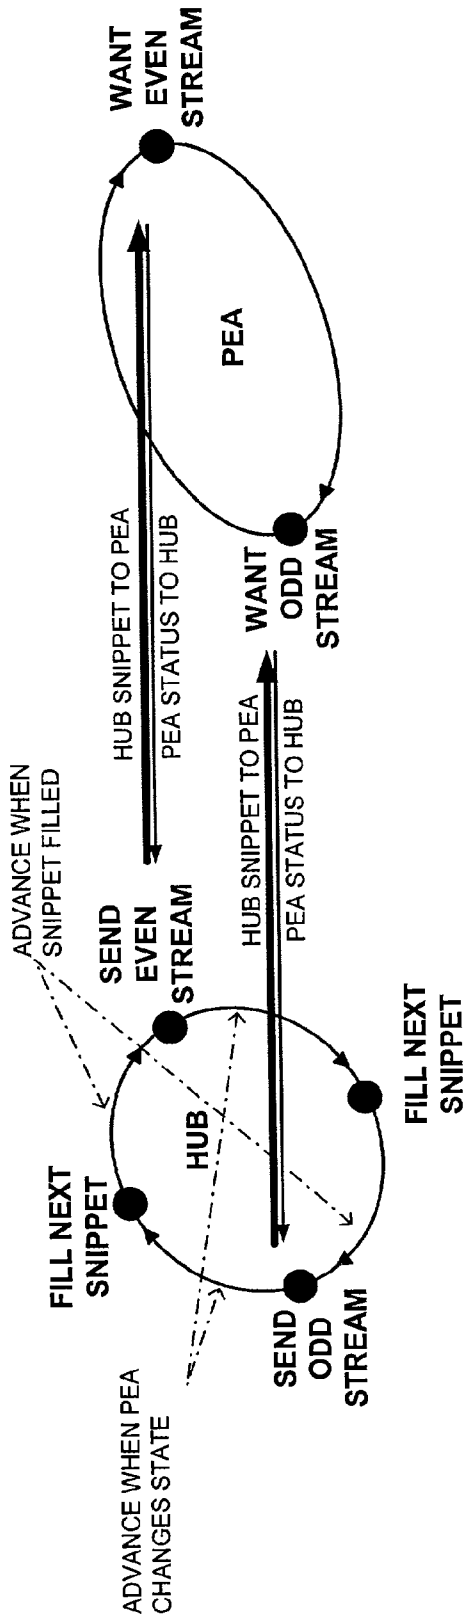 ADVANCE WHEN PEA
CHANGES STATE
ADVANCE WHEN
SNIPPET FILLED
FILL NEXT
SNIPPET
HUB
SEND
EVEN
STREAM
SEND
ODD
STREAM
FILL NEXT
SNIPPET
HUB SNIPPET TO PEA
PEA STATUS TO HUB
HUB SNIPPET TO PEA
PEA STATUS TO HUB
WANT
EVEN
STREAM
PEA
WANT
ODD
STREAM